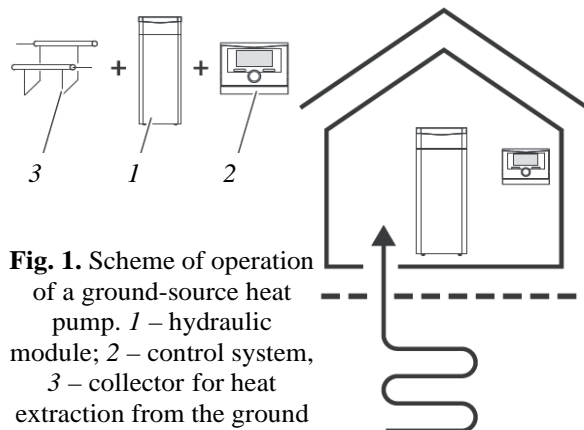 + +
3 1 2
Fig. 1. Scheme of operation
of a ground-source heat
pump. 1 – hydraulic
module; 2 – control system,
3 – collector for heat
extraction from the ground